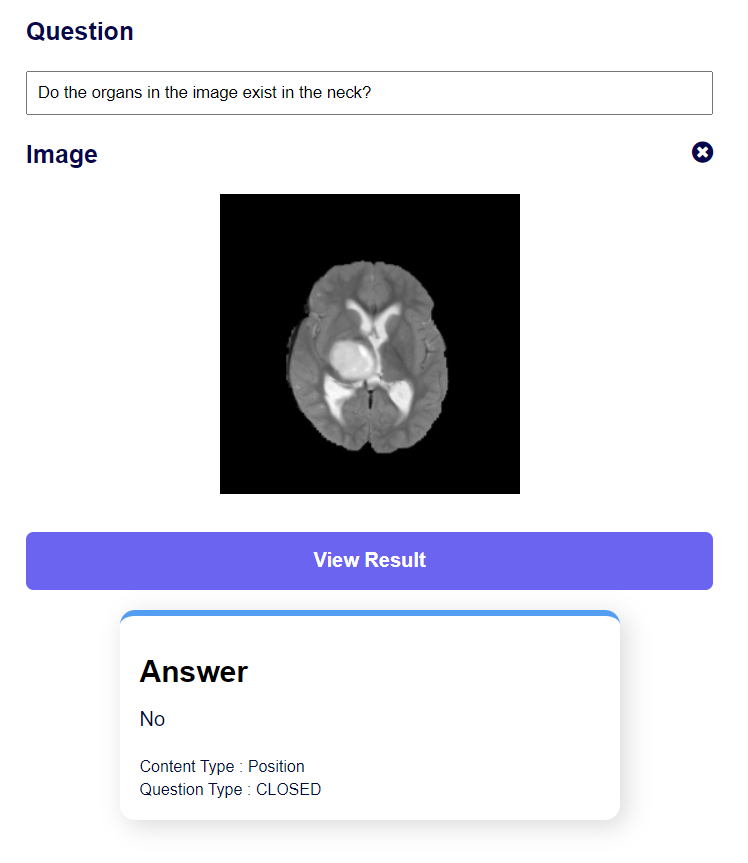 Question
Do the organs in the image exist in the neck?
Image
View Result
Answer
No
Content Type : Position
Question Type : CLOSED